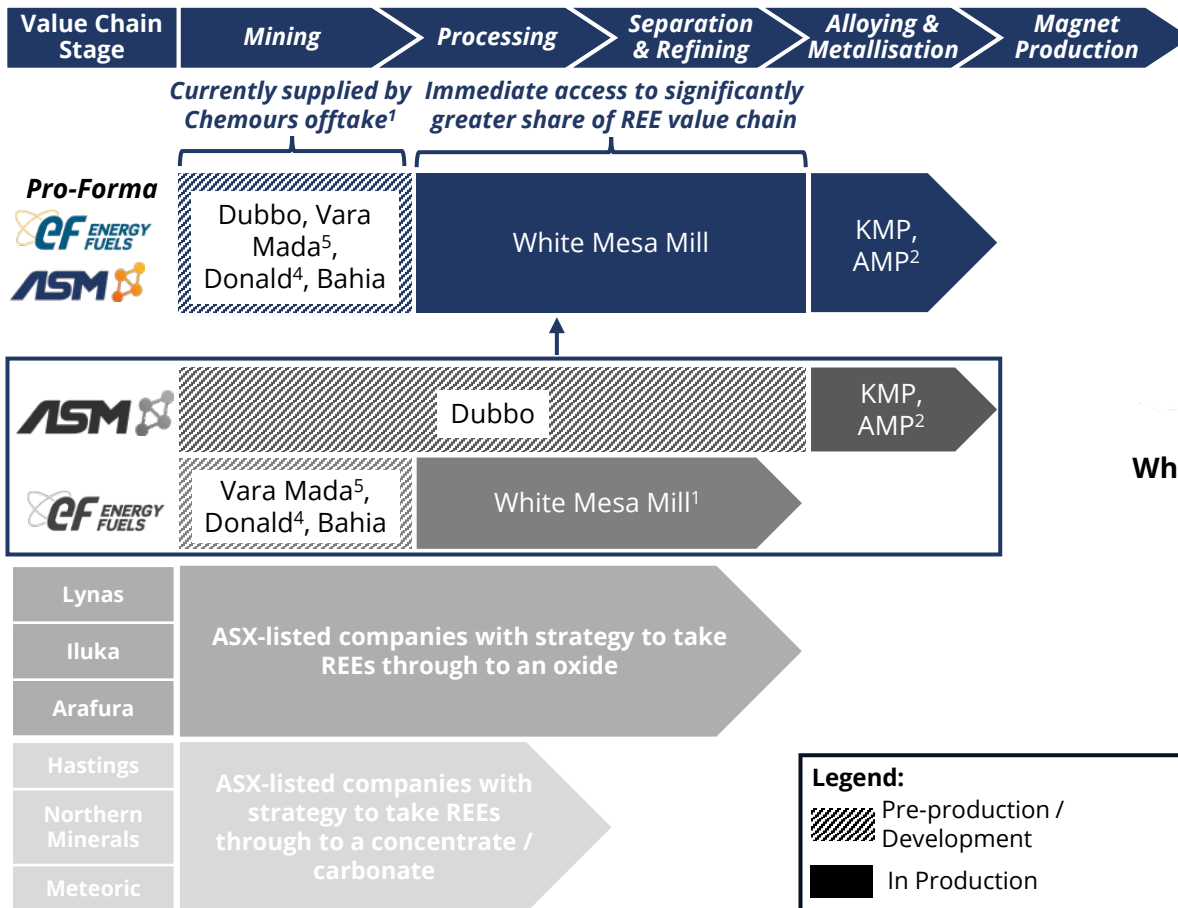 Value Chain
Stage
Mining
Processing
Separation
& Refining
Alloying &
Metallisation
Magnet
Production
Currently supplied by
Chemours offtake¹
Immediate access to significantly
greater share of REE value chain
Pro-Forma
ef ENERGY
FUELS
ASM
Dubbo, Vara
Mada⁵,
Donald⁴, Bahia
White Mesa Mill
KMP,
AMP²
ASM
Dubbo
KMP,
AMP²
ef ENERGY
FUELS
Vara Mada⁵,
Donald⁴, Bahia
White Mesa Mill¹
Wh
Lynas
Iluka
Arafura
ASX-listed companies with strategy to take
REEs through to an oxide
Hastings
Northern
Minerals
Meteoric
ASX-listed companies with
strategy to take REEs
through to a concentrate /
carbonate
Legend:
Pre-production /
Development
In Production